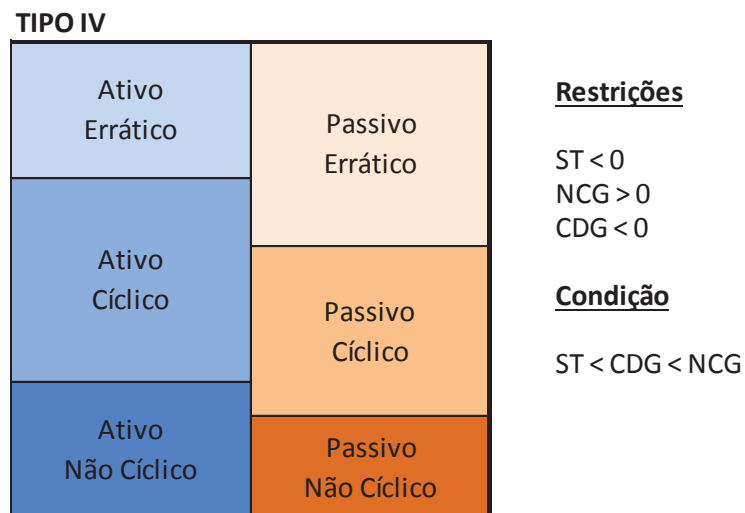 TIPO IV
Ativo
Errático
Ativo
Cíclico
Ativo
Não Cíclico
Passivo
Errático
Passivo
Cíclico
Passivo
Não Cíclico
Restrições
ST < 0
NCG > 0
CDG < 0
Condição
ST < CDG < NCG